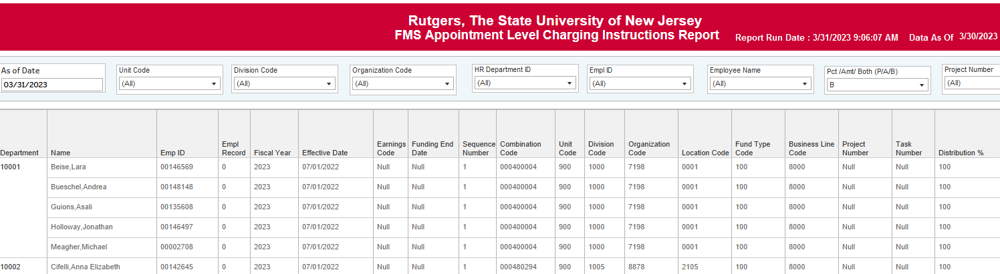 Rutgers, The State University of New Jersey
FMS Appointment Level Charging Instructions Report Report Run Date : 3/31/2023 9:06:07 AM Data As Of 3/30/2023
As of Date Unit Code Division Code Organization Code HR Department ID Empl ID Employee Name Pct /Amt/ Both (P/A/B) Project Number
03/31/2023 (All) (All) (All) (All) (All) (All) B (All)
Department Name Emp ID Empl Record Fiscal Year Effective Date Earnings Code Funding End Date Sequence Number Combination Code Unit Code Division Code Organization Code Location Code Fund Type Code Business Line Code Project Number Task Number Distribution %
10001 Beise,Lara 00146569 0 2023 07/01/2022 Null Null 1 000400004 900 1000 7198 0001 100 8000 Null Null 100
Bueschel,Andrea 00148148 0 2023 07/01/2022 Null Null 1 000400004 900 1000 7198 0001 100 8000 Null Null 100
Guions,Asali 00135608 0 2023 07/01/2022 Null Null 1 000400004 900 1000 7198 0001 100 8000 Null Null 100
Holloway,Jonathan 00146497 0 2023 07/01/2022 Null Null 1 000400004 900 1000 7198 0001 100 8000 Null Null 100
Meagher,Michael 00002708 0 2023 07/01/2022 Null Null 1 000400004 900 1000 7198 0001 100 8000 Null Null 100
10002 Cifelli,Anna Elizabeth 00142645 0 2023 07/01/2022 Null Null 1 000480294 900 1005 8878 2105 100 8000 Null Null 100